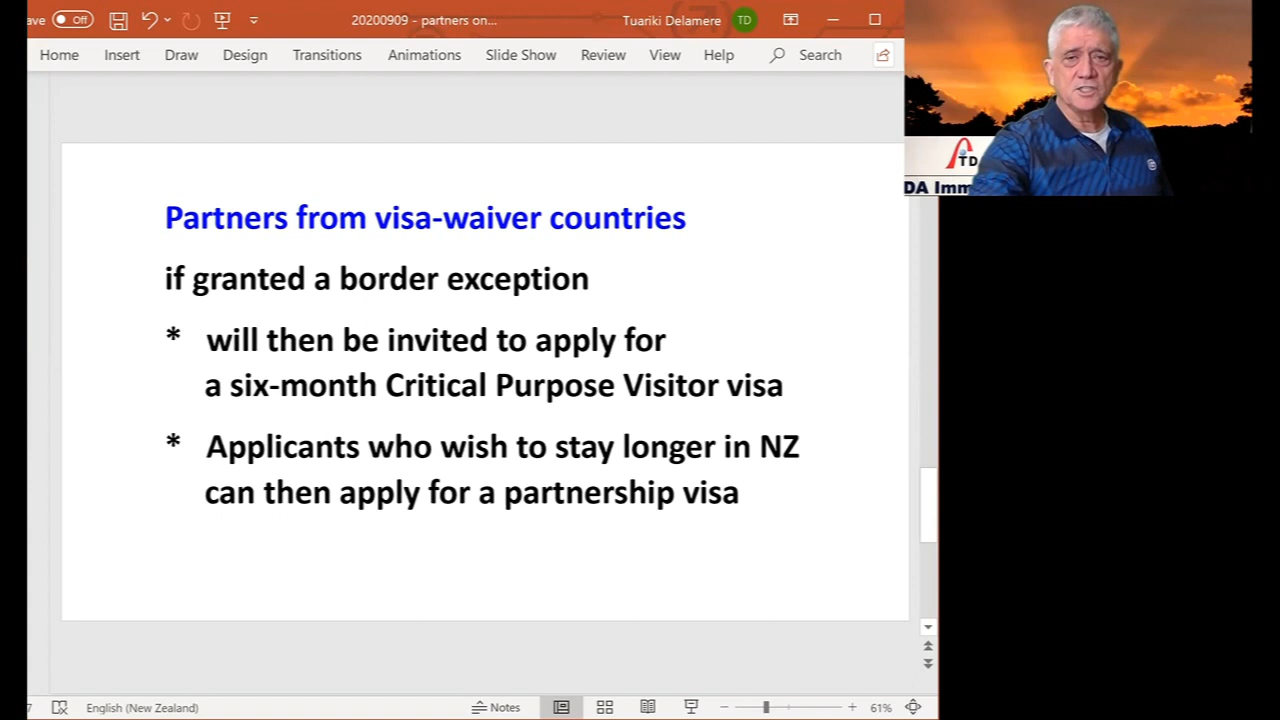 ave Off 20200909 - partners on... Tuariki Delamere TD
Home Insert Draw Design Transitions Animations Slide Show Review View Help Search
TD
DA Imm
Partners from visa-waiver countries
if granted a border exception
* will then be invited to apply for
a six-month Critical Purpose Visitor visa
* Applicants who wish to stay longer in NZ
can then apply for a partnership visa
7 English (New Zealand) Notes 61%